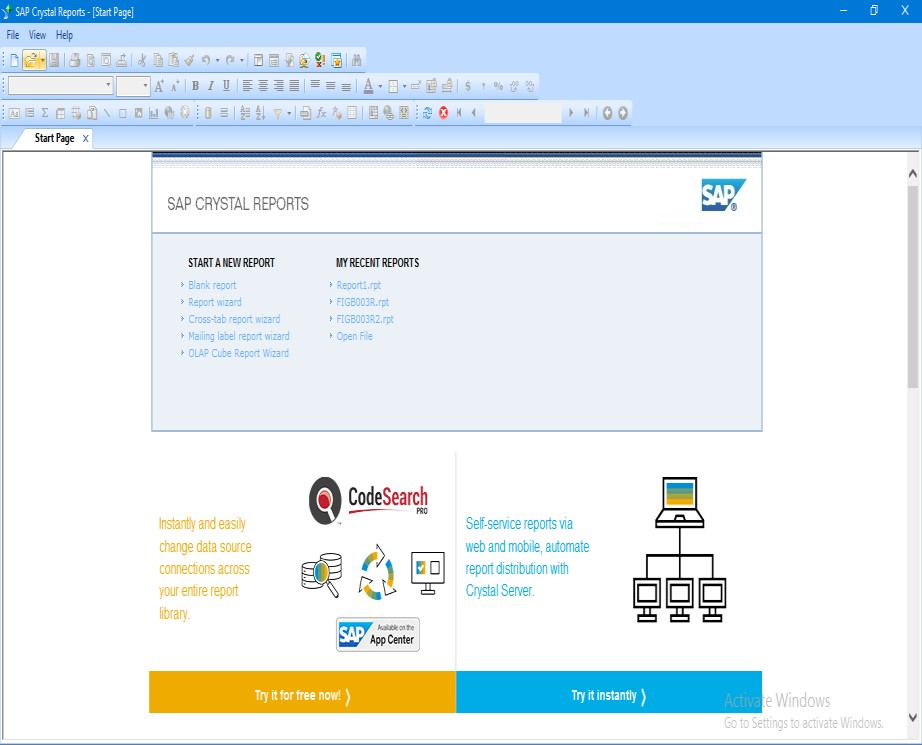 SAP Crystal Reports - [Start Page]
File View Help
A A B I U A $ , %
Start Page x
SAP CRYSTAL REPORTS
SAP ®
START A NEW REPORT
Blank report
Report wizard
Cross-tab report wizard
Mailing label report wizard
OLAP Cube Report Wizard
MY RECENT REPORTS
Report1.rpt
FIGB003R.rpt
FIGB003R2.rpt
Open File
Instantly and easily
change data source
connections across
your entire report
library.
CodeSearch
PRO
SAP Available on the
App Center
Try it for free now! ⟩
Self-service reports via
web and mobile, automate
report distribution with
Crystal Server.
Try it instantly ⟩
Activate Windows
Go to Settings to activate Windows.